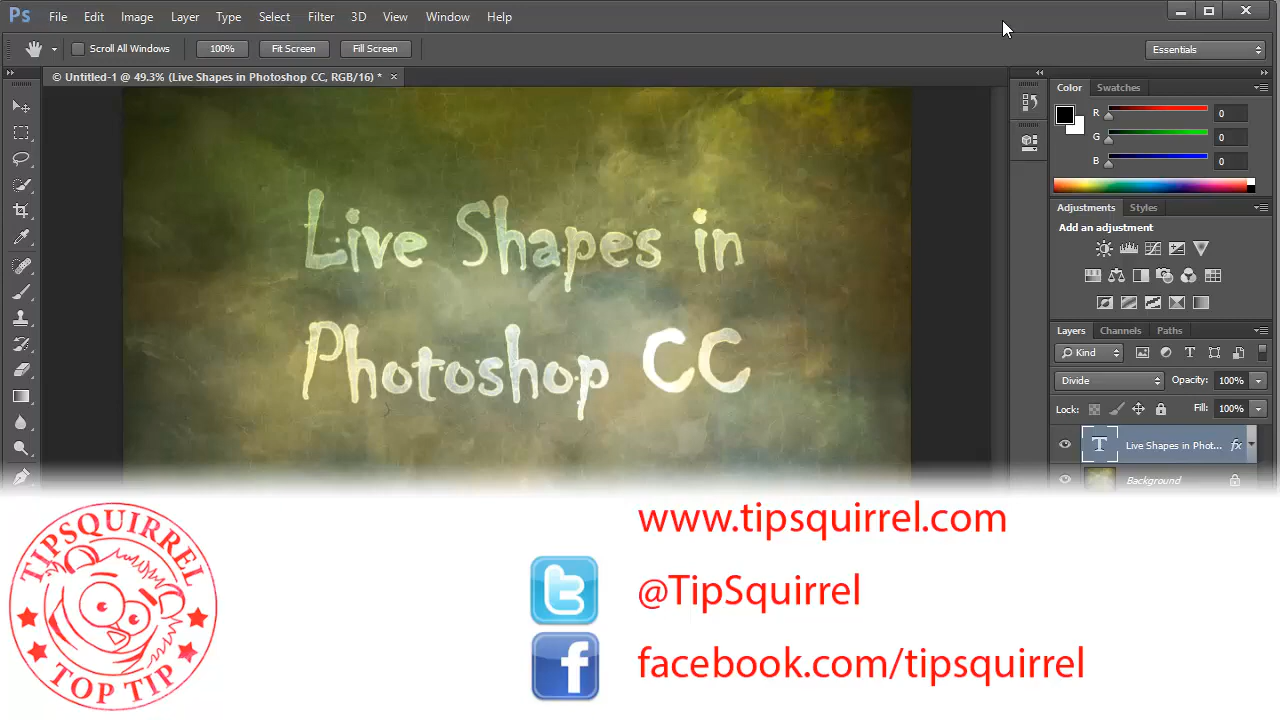 Ps File Edit Image Layer Type Select Filter 3D View Window Help
Scroll All Windows 100% Fit Screen Fill Screen Essentials
© Untitled-1 @ 49.3% (Live Shapes in Photoshop CC, RGB/16) * ×
Color Swatches
R 0
G 0
B 0
Adjustments Styles
Add an adjustment
Live Shapes in
Photoshop CC
Layers Channels Paths
Kind T
Divide Opacity: 100%
Lock: Fill: 100%
T Live Shapes in Phot... fx
Background
www.tipsquirrel.com
@TipSquirrel
facebook.com/tipsquirrel
TIPSQUIRREL
TOP TIP